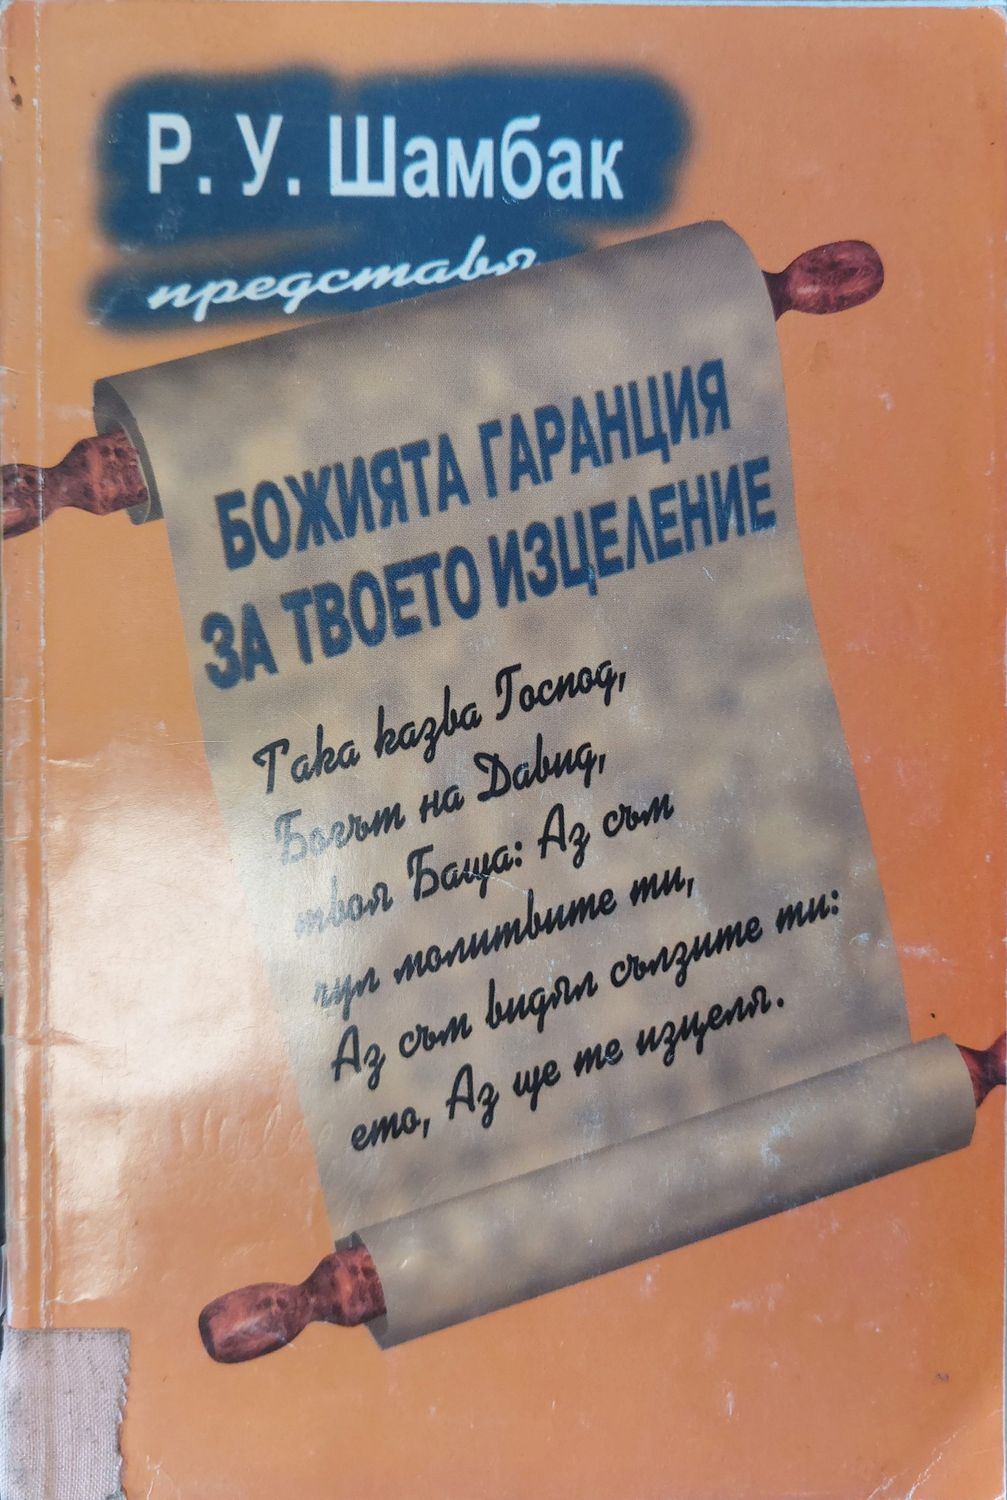 Р. У. Шамбак
представя
БОЖИЯТА ГАРАНЦИЯ
ЗА ТВОЕТО ИЗЦЕЛЕНИЕ
Така казва Господ,
Богът на Давид,
твоя Баща: Аз съм
чул молитвите ти,
Аз съм видял сълзите ти:
ето, Аз ще те изцеля.